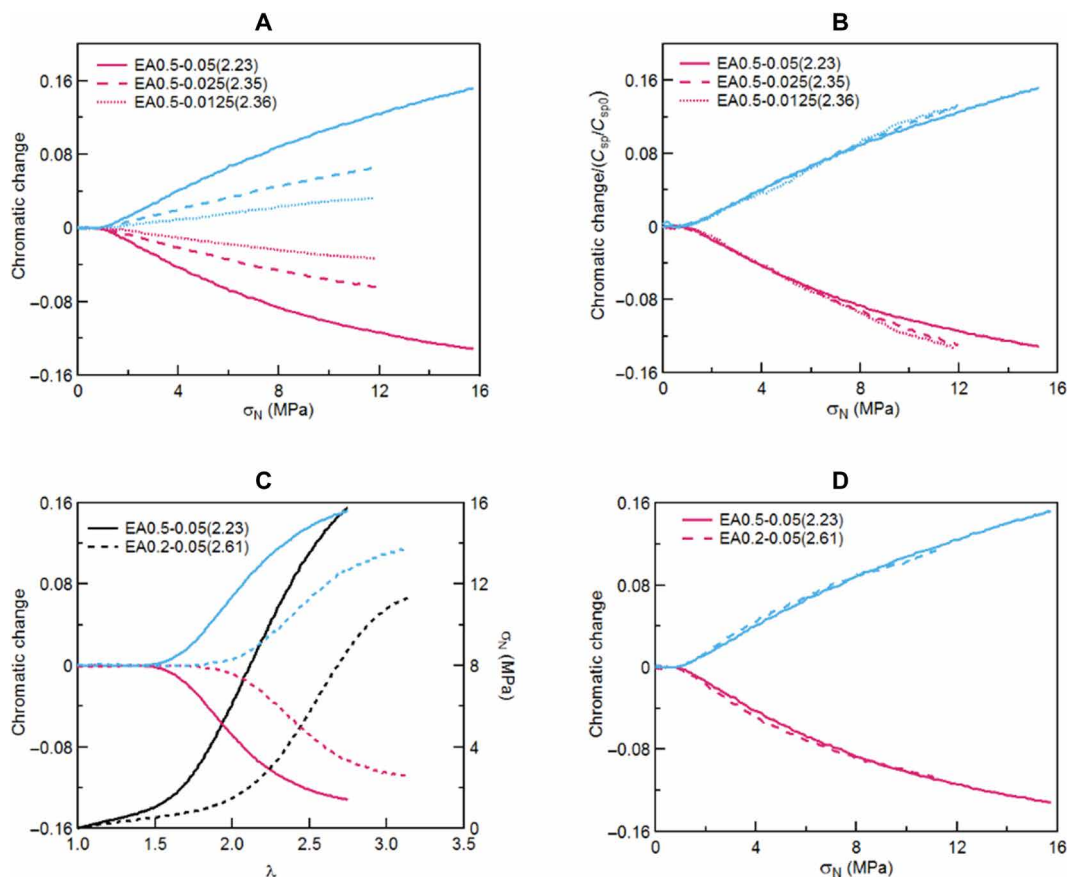 A
0.16
0.08
0
−0.08
−0.16
Chromatic change
EA0.5-0.05(2.23)
EA0.5-0.025(2.35)
EA0.5-0.0125(2.36)
0 4 8 12 16
σN (MPa)
B
0.16
0.08
0
−0.08
−0.16
Chromatic change/(Csp/Csp0)
EA0.5-0.05(2.23)
EA0.5-0.025(2.35)
EA0.5-0.0125(2.36)
0 4 8 12 16
σN (MPa)
C
0.16
0.08
0
−0.08
−0.16
Chromatic change
EA0.5-0.05(2.23)
EA0.2-0.05(2.61)
16
12
8
4
0
σN (MPa)
1.0 1.5 2.0 2.5 3.0 3.5
λ
D
0.16
0.08
0
−0.08
−0.16
Chromatic change
EA0.5-0.05(2.23)
EA0.2-0.05(2.61)
0 4 8 12 16
σN (MPa)